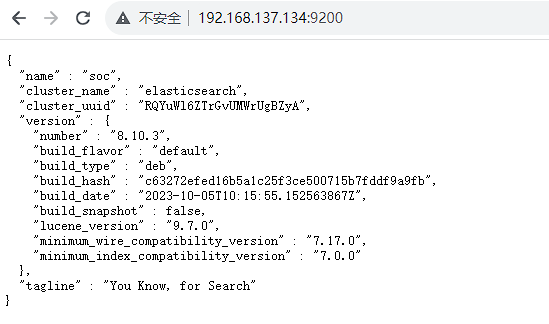 不安全 192.168.137.134:9200
{
"name" : "soc",
"cluster_name" : "elasticsearch",
"cluster_uuid" : "RQYuWl6ZTrGvUMWrUgBZyA",
"version" : {
"number" : "8.10.3",
"build_flavor" : "default",
"build_type" : "deb",
"build_hash" : "c63272efed16b5a1c25f3ce500715b7fddf9a9fb",
"build_date" : "2023-10-05T10:15:55.152563867Z",
"build_snapshot" : false,
"lucene_version" : "9.7.0",
"minimum_wire_compatibility_version" : "7.17.0",
"minimum_index_compatibility_version" : "7.0.0"
},
"tagline" : "You Know, for Search"
}